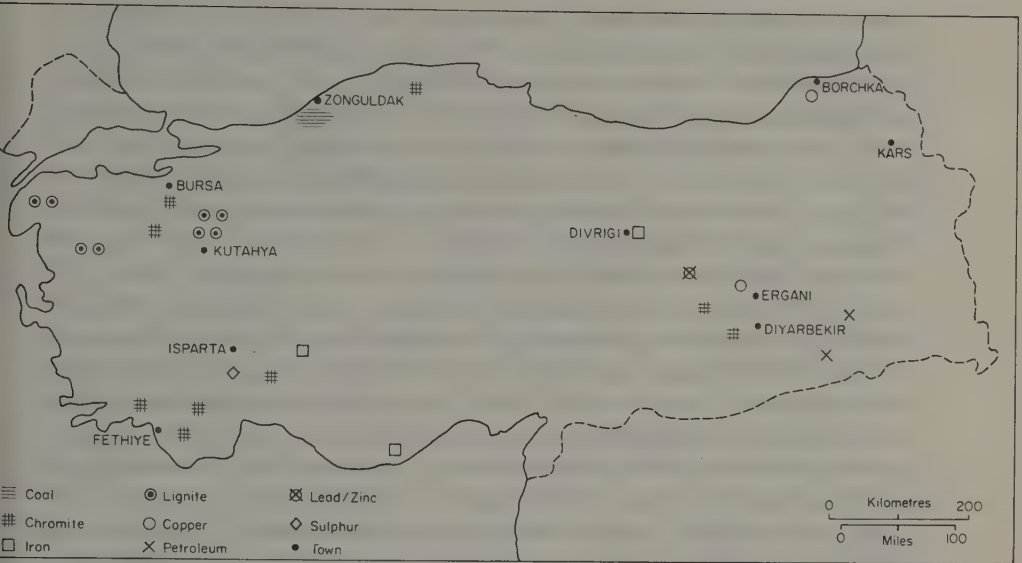 ZONGULDAK
BORCHKA
KARS
BURSA
DIVRIGI
KUTAHYA
ERGANI
DIYARBEKIR
ISPARTA
FETHIYE
Coal
Lignite
Lead/Zinc
Chromite
Copper
Sulphur
Iron
Petroleum
Town
0 Kilometres 200
0 Miles 100